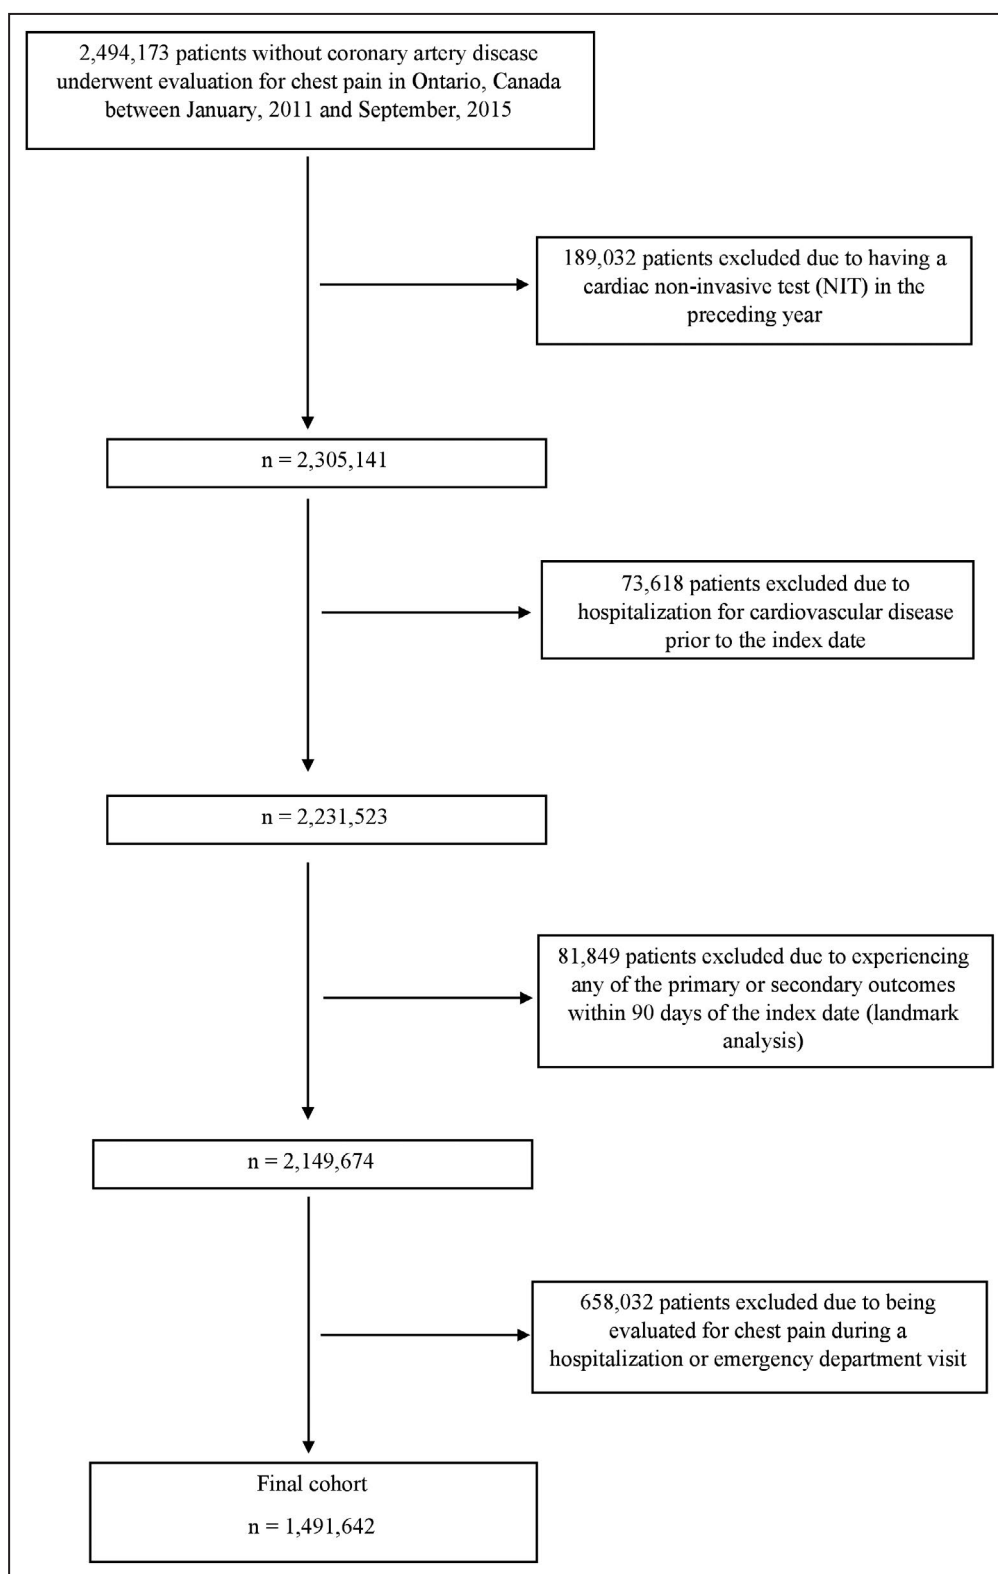 2,494,173 patients without coronary artery disease
underwent evaluation for chest pain in Ontario, Canada
between January, 2011 and September, 2015
189,032 patients excluded due to having a
cardiac non-invasive test (NIT) in the
preceding year
n = 2,305,141
73,618 patients excluded due to
hospitalization for cardiovascular disease
prior to the index date
n = 2,231,523
81,849 patients excluded due to experiencing
any of the primary or secondary outcomes
within 90 days of the index date (landmark
analysis)
n = 2,149,674
658,032 patients excluded due to being
evaluated for chest pain during a
hospitalization or emergency department visit
Final cohort
n = 1,491,642